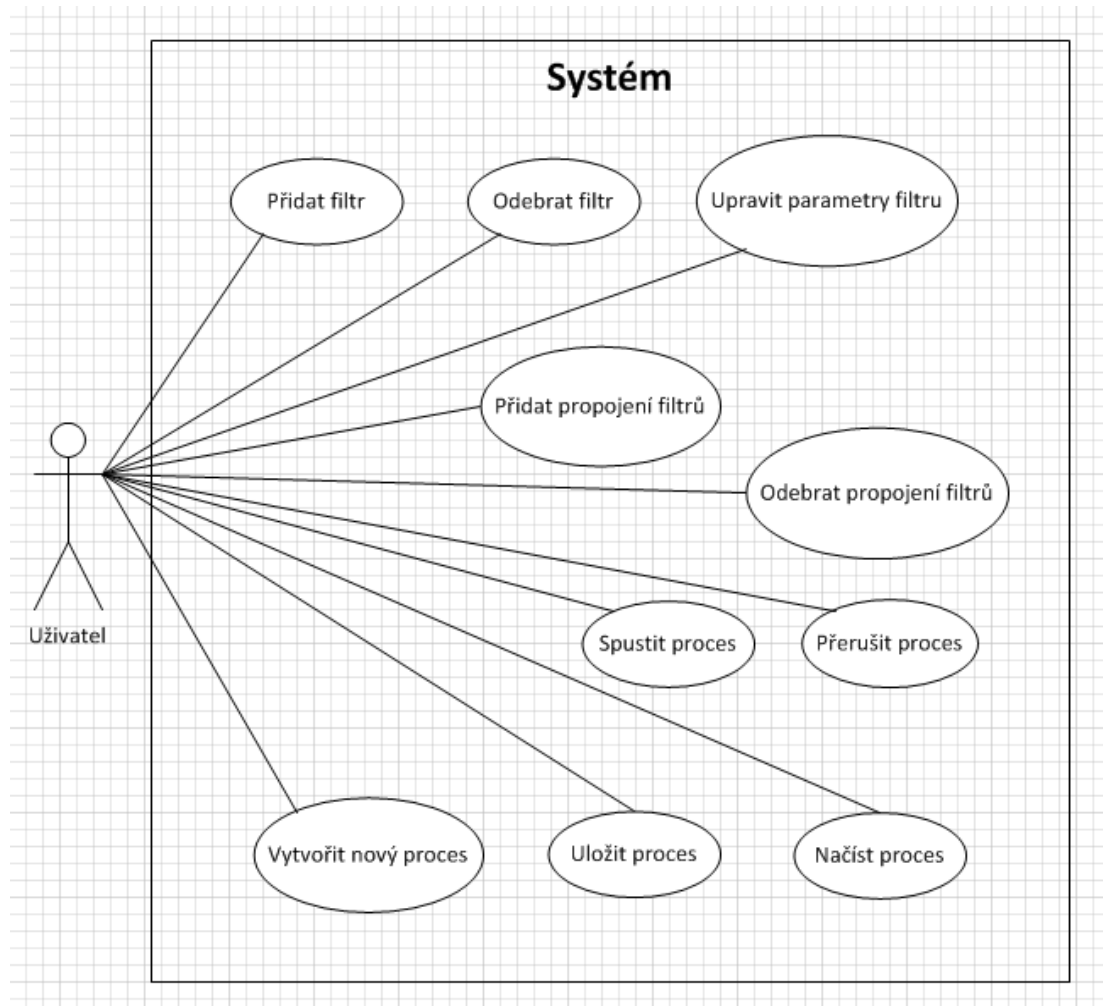 Systém
Přidat filtr
Odebrat filtr
Upravit parametry filtru
Přidat propojení filtrů
Odebrat propojení filtrů
Uživatel
Spustit proces
Přerušit proces
Vytvořit nový proces
Uložit proces
Načíst proces